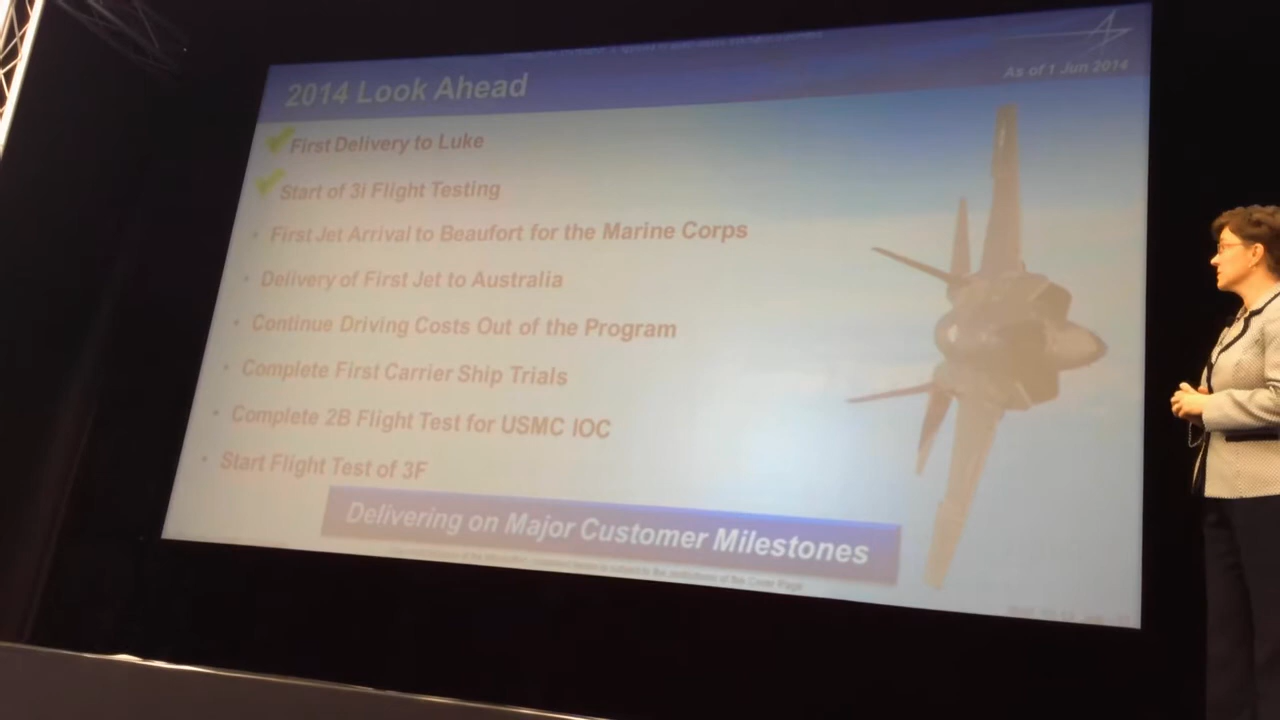 2014 Look Ahead
As of 1 Jun 2014
First Delivery to Luke
Start of 3i Flight Testing
• First Jet Arrival to Beaufort for the Marine Corps
• Delivery of First Jet to Australia
• Continue Driving Costs Out of the Program
• Complete First Carrier Ship Trials
• Complete 2B Flight Test for USMC IOC
• Start Flight Test of 3F
Delivering on Major Customer Milestones